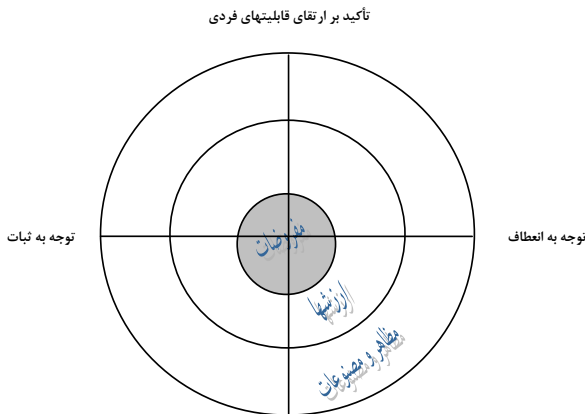 تأکید بر ارتقای قابلیتهای فردی
توجه به ثبات
توجه به انعطاف
مفروضات
ارزشها
مظاهر و مصنوعات